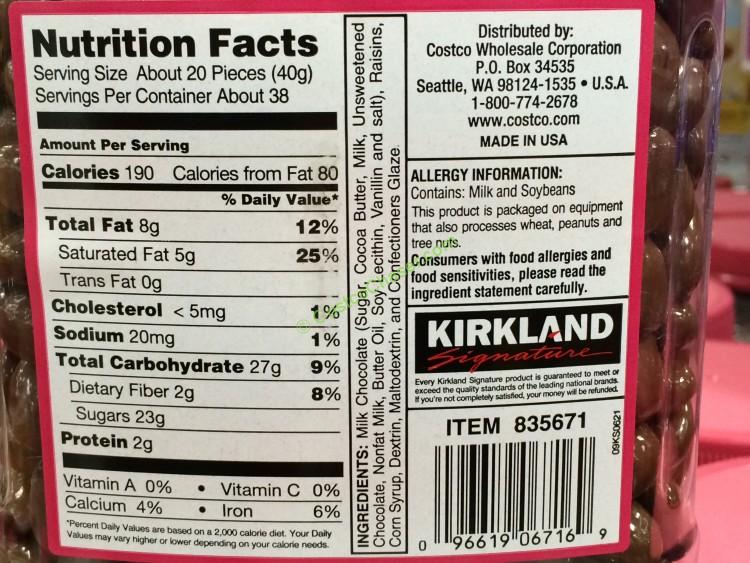 Nutrition Facts
Serving Size About 20 Pieces (40g)
Servings Per Container About 38
Amount Per Serving
Calories 190 Calories from Fat 80
% Daily Value*
Total Fat 8g 12%
Saturated Fat 5g 25%
Trans Fat 0g
Cholesterol < 5mg 1%
Sodium 20mg 1%
Total Carbohydrate 27g 9%
Dietary Fiber 2g 8%
Sugars 23g
Protein 2g
Vitamin A 0% • Vitamin C 0%
Calcium 4% • Iron 6%
*Percent Daily Values are based on a 2,000 calorie diet. Your Daily
Values may vary higher or lower depending on your calorie needs.
INGREDIENTS: Milk Chocolate (Sugar, Cocoa Butter, Milk, Unsweetened
Chocolate, Nonfat Milk, Butter Oil, Soy Lecithin, Vanillin and salt), Raisins,
Corn Syrup, Dextrin, Maltodextrin, and Confectioners Glaze.
Distributed by:
Costco Wholesale Corporation
P.O. Box 34535
Seattle, WA 98124-1535 • U.S.A.
1-800-774-2678
www.costco.com
MADE IN USA
ALLERGY INFORMATION:
Contains: Milk and Soybeans
This product is packaged on equipment
that also processes wheat, peanuts and
tree nuts.
Consumers with food allergies and
food sensitivities, please read the
ingredient statement carefully.
KIRKLAND
Signature
Every Kirkland Signature product is guaranteed to meet or
exceed the quality standards of the leading national brands.
If you're not completely satisfied, your money will be refunded.
ITEM 835671
09KS0621
0 96619 06716 9